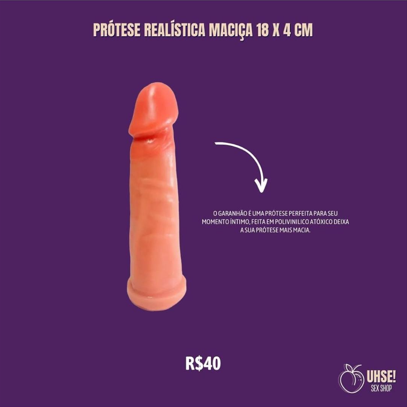 PRÓTESE REALÍSTICA MACIÇA 18 X 4 CM
O GARANHÃO É UMA PRÓTESE PERFEITA PARA SEU
MOMENTO ÍNTIMO, FEITA EM POLIVINILICO ATÓXICO DEIXA
A SUA PRÓTESE MAIS MACIA.
R$40
UHSE!
SEX SHOP